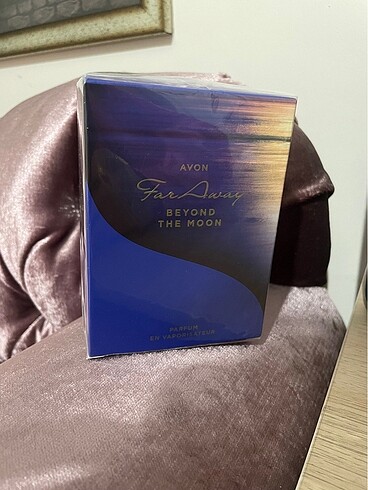 AVON
Far Away
BEYOND
THE MOON
PARFUM
EN VAPORISATEUR